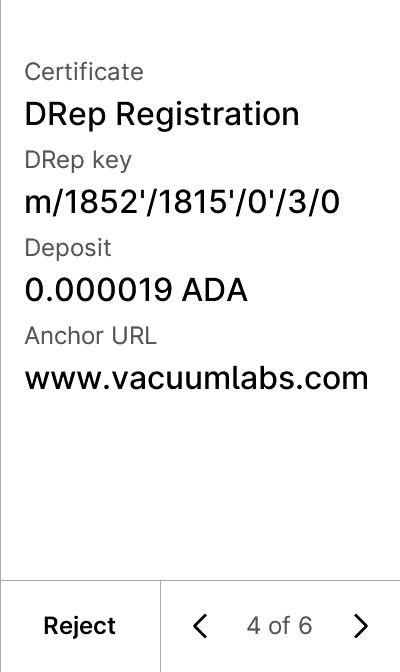 Certificate
DRep Registration
DRep key
m/1852'/1815'/0'/3/0
Deposit
0.000019 ADA
Anchor URL
www.vacuumlabs.com
Reject
4 of 6